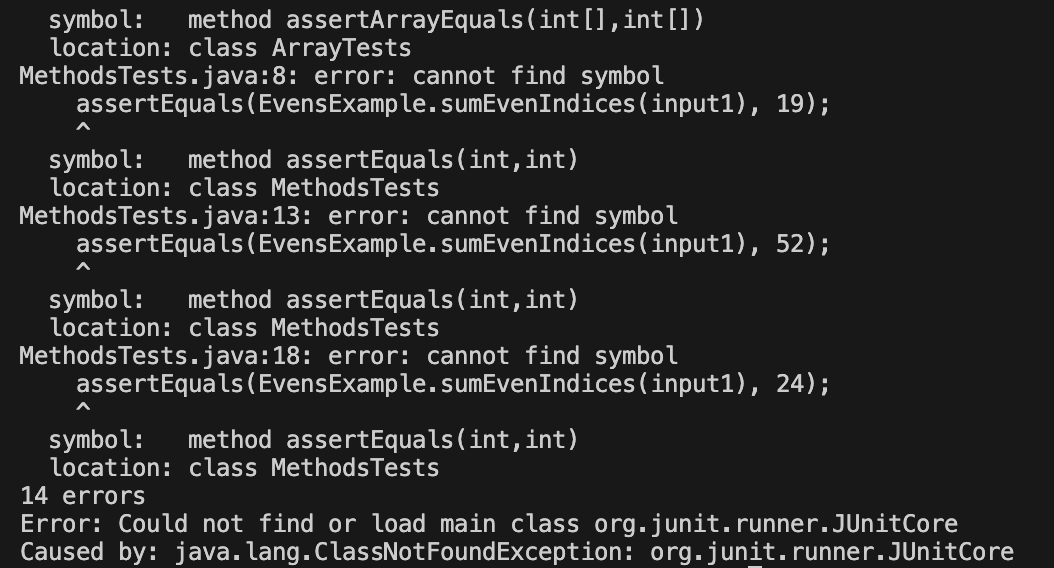 symbol:   method assertArrayEquals(int[],int[])
location: class ArrayTests
MethodsTests.java:8: error: cannot find symbol
assertEquals(EvensExample.sumEvenIndices(input1), 19);
^
symbol:   method assertEquals(int,int)
location: class MethodsTests
MethodsTests.java:13: error: cannot find symbol
assertEquals(EvensExample.sumEvenIndices(input1), 52);
^
symbol:   method assertEquals(int,int)
location: class MethodsTests
MethodsTests.java:18: error: cannot find symbol
assertEquals(EvensExample.sumEvenIndices(input1), 24);
^
symbol:   method assertEquals(int,int)
location: class MethodsTests
14 errors
Error: Could not find or load main class org.junit.runner.JUnitCore
Caused by: java.lang.ClassNotFoundException: org.junit.runner.JUnitCore